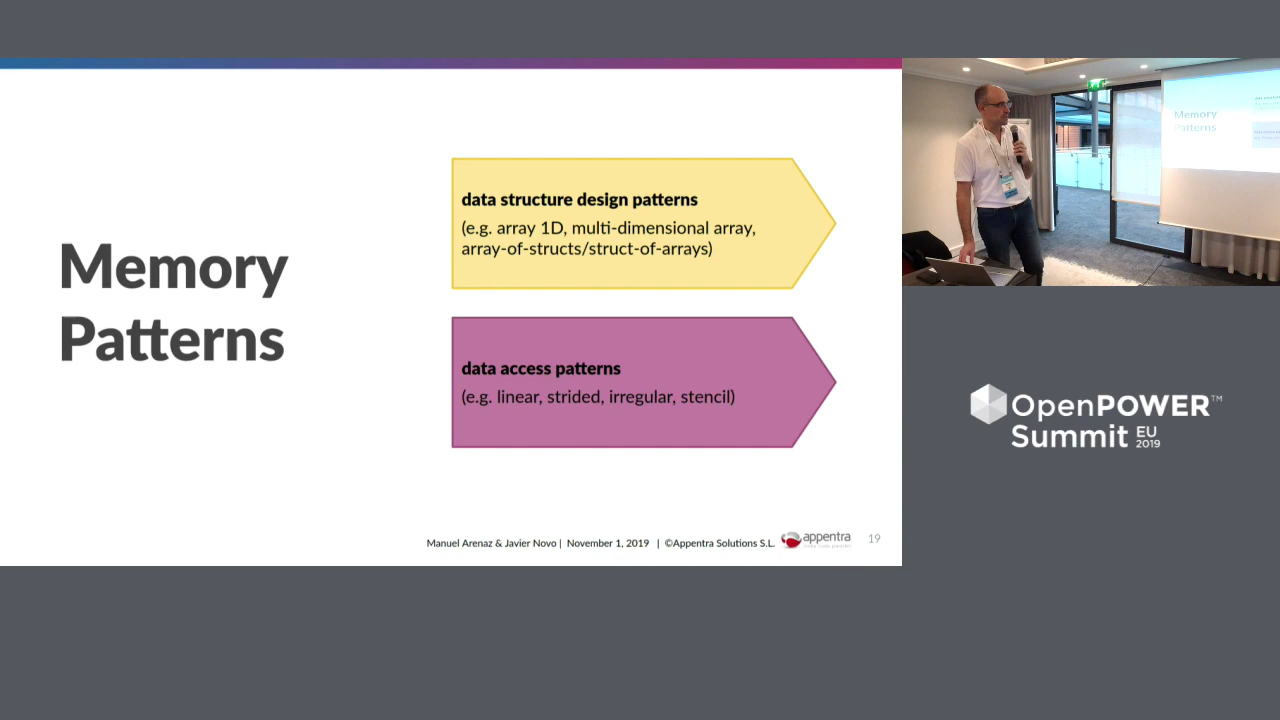 Memory
Patterns
data structure design patterns
(e.g. array 1D, multi-dimensional array,
array-of-structs/struct-of-arrays)
data access patterns
(e.g. linear, strided, irregular, stencil)
Manuel Arenaz & Javier Novo | November 1, 2019 | ©Appentra Solutions S.L.
appentra
19
Memory
Patterns
OpenPOWER™
Summit EU
2019